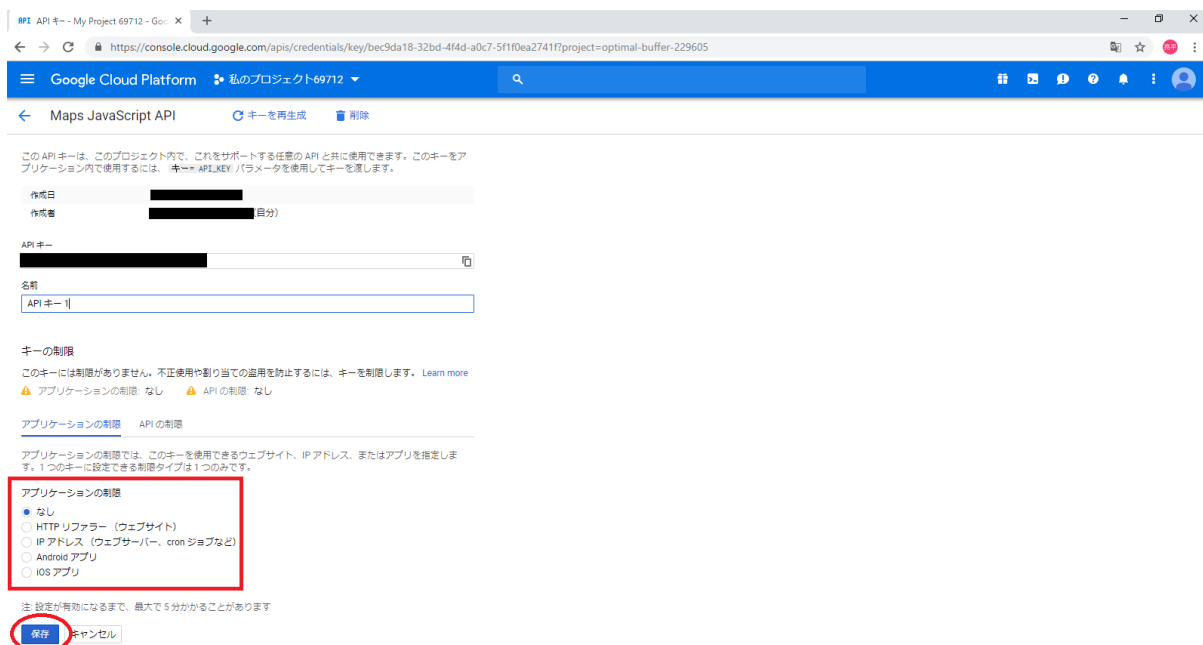 API API キー - My Project 69712 - Goo
https://console.cloud.google.com/apis/credentials/key/bec9da18-32bd-4f4d-a0c7-5f1f0ea2741f?project=optimal-buffer-229605
Google Cloud Platform 私のプロジェクト69712
Maps JavaScript API キーを再生成 削除
この API キーは、このプロジェクト内で、これをサポートする任意の API と共に使用できます。このキーをア
プリケーション内で使用するには、 キー= API_KEY パラメータを使用してキーを渡します。
作成日
作成者 (自分)
API キー
名前
API キー 1
キーの制限
このキーには制限がありません。不正使用や割り当ての盗用を防止するには、キーを制限します。 Learn more
アプリケーションの制限: なし API の制限: なし
アプリケーションの制限 API の制限
アプリケーションの制限では、このキーを使用できるウェブサイト、IP アドレス、またはアプリを指定しま
す。1 つのキーに設定できる制限タイプは 1 つのみです。
アプリケーションの制限
なし
HTTP リファラー （ウェブサイト）
IP アドレス （ウェブサーバー、cron ジョブなど）
Android アプリ
iOS アプリ
注: 設定が有効になるまで、最大で 5 分かかることがあります
保存 キャンセル